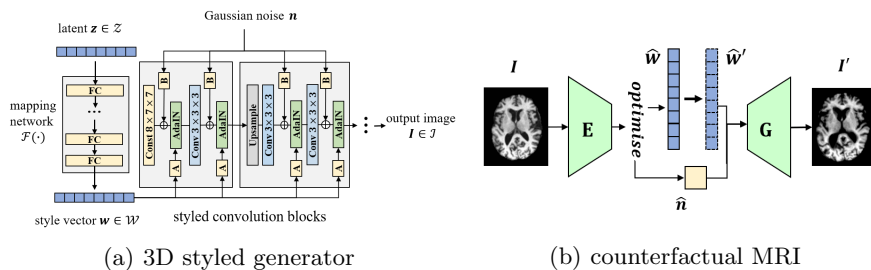 Gaussian noise n
latent z ∈ Z
mapping
network
F(·)
FC
...
FC
FC
style vector w ∈ W
Const 8 × 7 × 7
B
AdaIN
A
Conv 3 × 3 × 3
B
AdaIN
A
Upsample
Conv 3 × 3 × 3
B
AdaIN
A
Conv 3 × 3 × 3
B
AdaIN
A
styled convolution blocks
output image
I ∈ I
(a) 3D styled generator
I
E
optimise
ŵ
ŵ′
n̂
G
I′
(b) counterfactual MRI